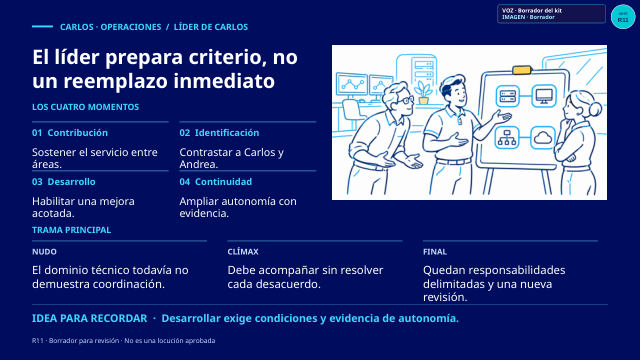 CARLOS · OPERACIONES / LÍDER DE CARLOS
VOZ · Borrador del kit
IMAGEN · Borrador
R11
El líder prepara criterio, no
un reemplazo inmediato
LOS CUATRO MOMENTOS
01 Contribución
Sostener el servicio entre
áreas.
02 Identificación
Contrastar a Carlos y
Andrea.
03 Desarrollo
Habilitar una mejora
acotada.
04 Continuidad
Ampliar autonomía con
evidencia.
TRAMA PRINCIPAL
NUDO
El dominio técnico todavía no
demuestra coordinación.
CLÍMAX
Debe acompañar sin resolver
cada desacuerdo.
FINAL
Quedan responsabilidades
delimitadas y una nueva
revisión.
IDEA PARA RECORDAR · Desarrollar exige condiciones y evidencia de autonomía.
R11 · Borrador para revisión · No es una locución aprobada